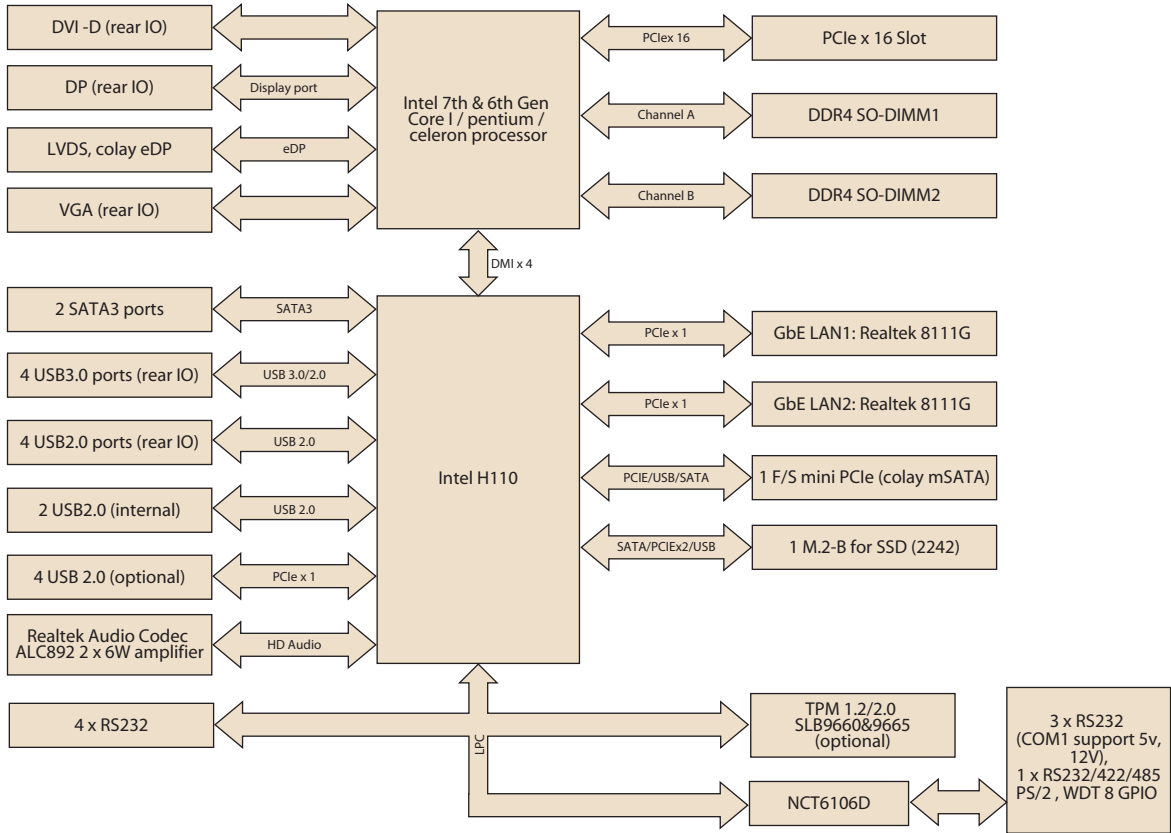 DVI -D (rear IO)
DP (rear IO)
Display port
LVDS, colay eDP
eDP
VGA (rear IO)
Intel 7th & 6th Gen
Core I / pentium /
celeron processor
PCIex 16
PCIe x 16 Slot
Channel A
DDR4 SO-DIMM1
Channel B
DDR4 SO-DIMM2
DMI x 4
2 SATA3 ports
SATA3
4 USB3.0 ports (rear IO)
USB 3.0/2.0
4 USB2.0 ports (rear IO)
USB 2.0
2 USB2.0 (internal)
USB 2.0
4 USB 2.0 (optional)
PCIe x 1
Realtek Audio Codec
ALC892 2 x 6W amplifier
HD Audio
Intel H110
PCIe x 1
GbE LAN1: Realtek 8111G
PCIe x 1
GbE LAN2: Realtek 8111G
PCIE/USB/SATA
1 F/S mini PCIe (colay mSATA)
SATA/PCIEx2/USB
1 M.2-B for SSD (2242)
4 x RS232
LPC
TPM 1.2/2.0
SLB9660&9665
(optional)
NCT6106D
3 x RS232
(COM1 support 5v,
12V),
1 x RS232/422/485
PS/2 , WDT 8 GPIO